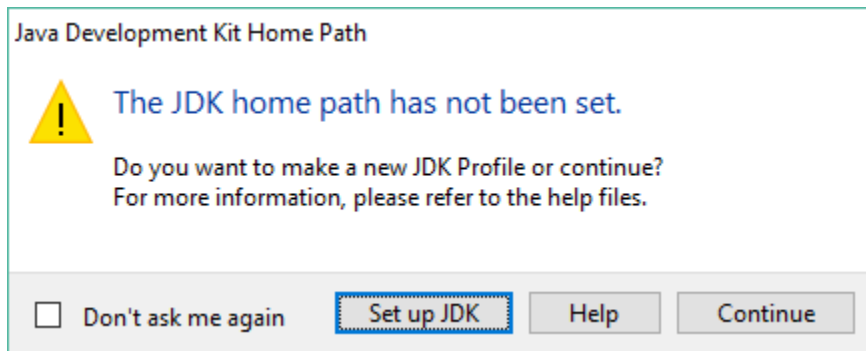 Java Development Kit Home Path
The JDK home path has not been set.
Do you want to make a new JDK Profile or continue?
For more information, please refer to the help files.
Don't ask me again
Set up JDK
Help
Continue